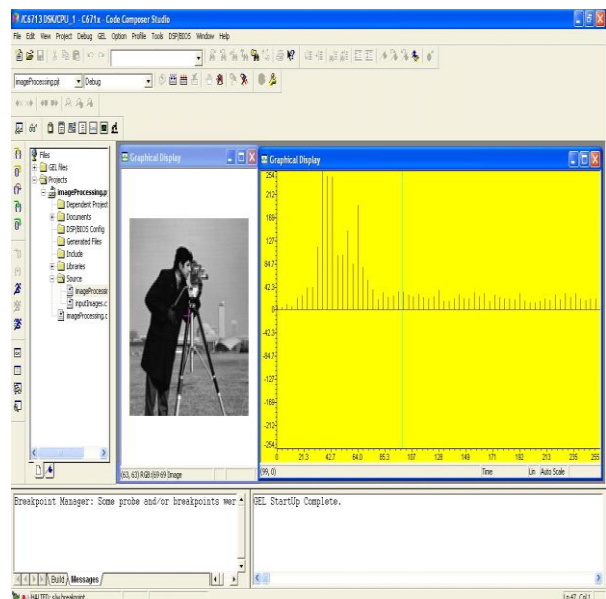 /C6713 DSK/CPU_1 - C671x - Code Composer Studio
File Edit View Project Debug GEL Option Profile Tools DSP/BIOS Window Help
imageProcessing.pjt Debug
Files
GEL files
Projects
imageProcessing.p
Dependent Project
Documents
DSP/BIOS Config
Generated Files
Include
Libraries
Source
imageProcessin
inputImages.c
imageProcessing.c
Graphical Display
(63, 63) RGB:(69 69 Image
Graphical Display
254
212
169
127
84.7
42.3
-42.3
-84.7
-127
-169
-212
-254
0 21.3 42.7 64.0 85.3 107 128 149 171 192 213 235 255
(99, 0) Time Lin Auto Scale
Breakpoint Manager: Some probe and/or breakpoints wer
Build Messages
GEL StartUp Complete.
HALTED: s/w breakpoint
Ln 47, Col 1